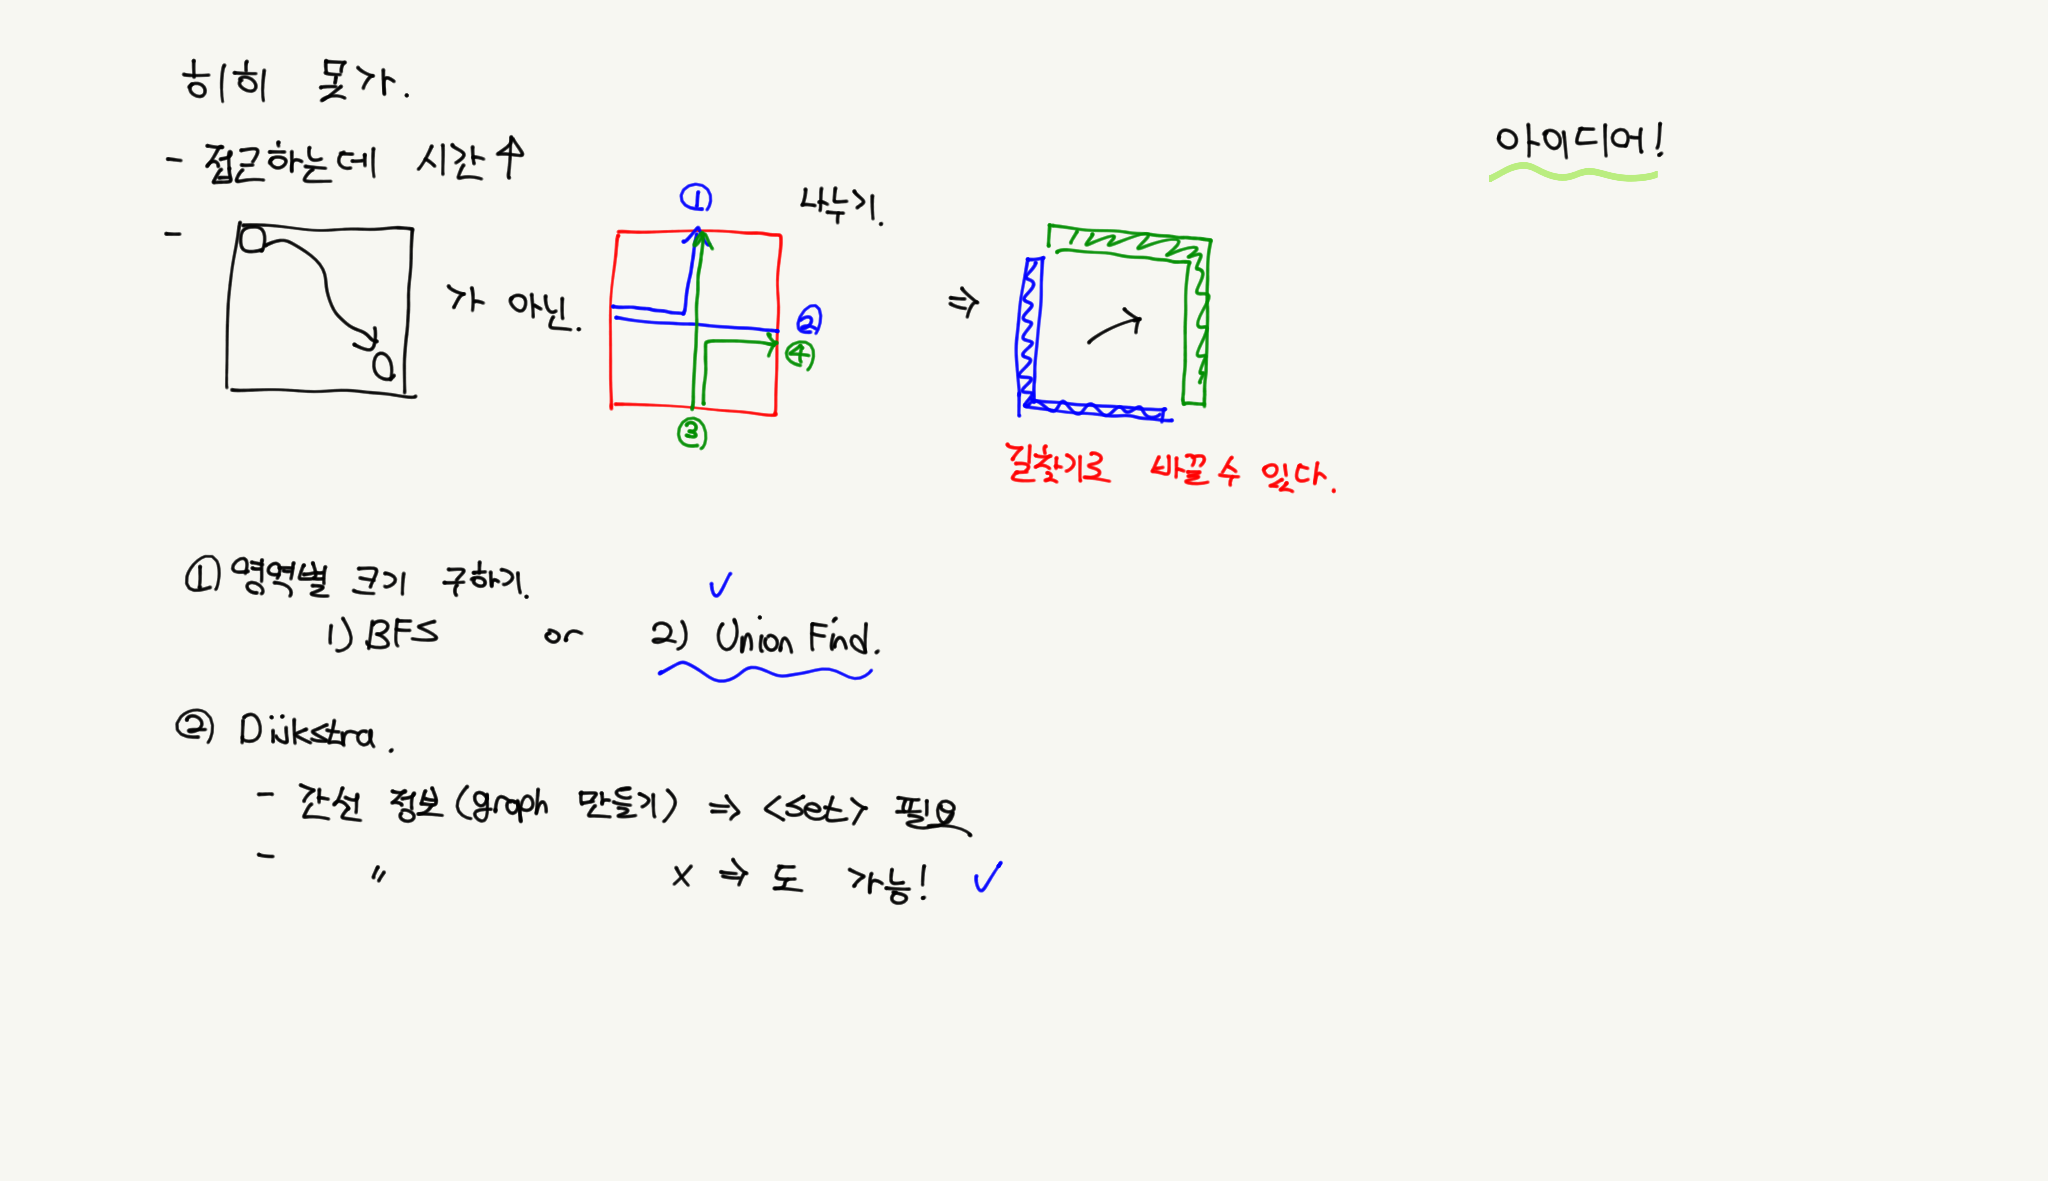 히히 못가.
아이디어!
- 접근하는데 시간↑
- 가 아닌.
① 나누기.
②
④
③
⇒
길찾기로 바꿀 수 있다.
① 영역별 크기 구하기. ✓
1) BFS or 2) Union Find.
② Dijkstra.
- 간선 정보(graph 만들기) ⇒ <set> 필요
- 〃 x ⇒ 도 가능! ✓